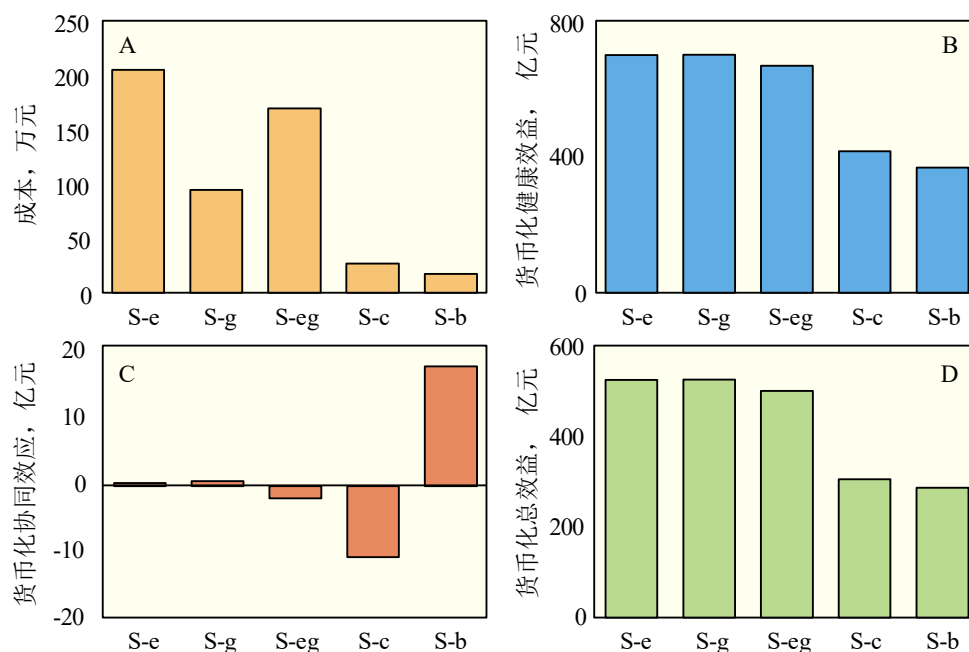 250
200
150
100
50
0
成本，万元
A
S-e
S-g
S-eg
S-c
S-b
800
400
0
货币化健康效益， 亿元
B
S-e
S-g
S-eg
S-c
S-b
20
10
0
-10
-20
货币化协同效应，亿元
C
S-e
S-g
S-eg
S-c
S-b
600
400
200
0
货币化总效益， 亿元
D
S-e
S-g
S-eg
S-c
S-b